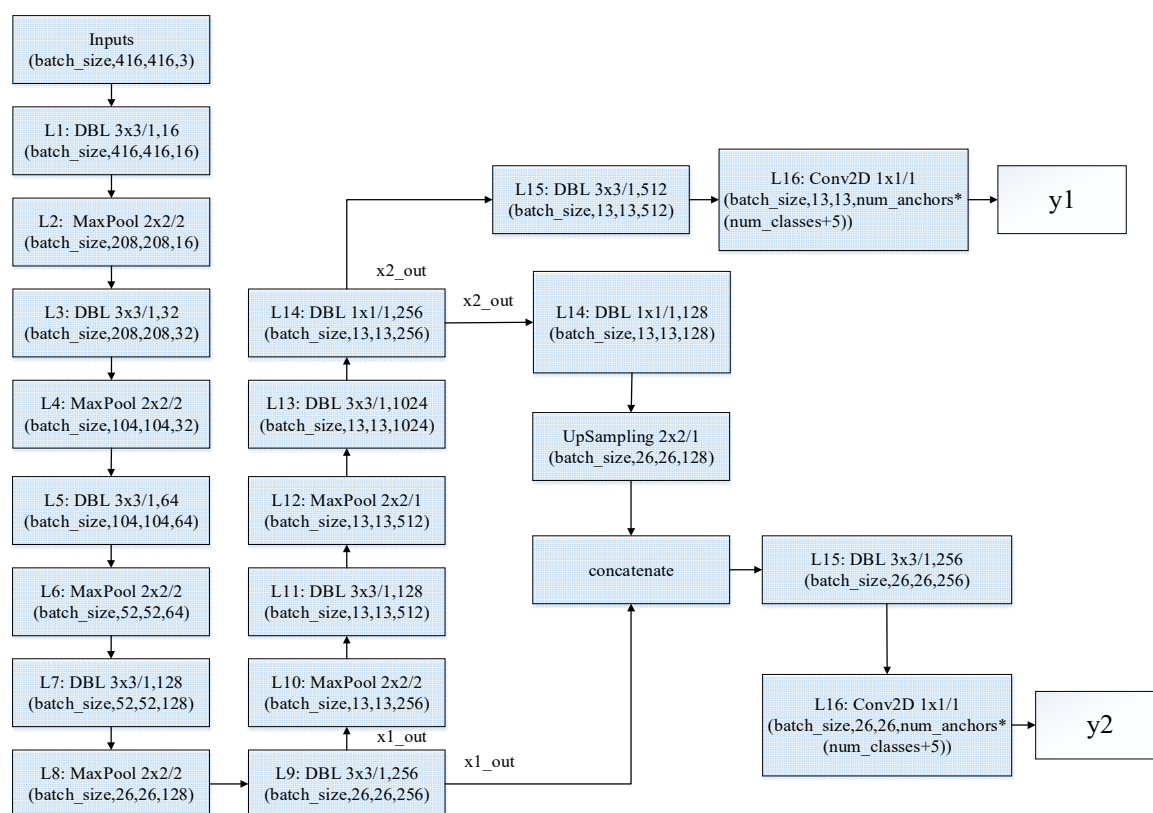 Inputs
(batch_size,416,416,3)
L1: DBL 3x3/1,16
(batch_size,416,416,16)
L2:  MaxPool 2x2/2
(batch_size,208,208,16)
L3: DBL 3x3/1,32
(batch_size,208,208,32)
L4: MaxPool 2x2/2
(batch_size,104,104,32)
L5: DBL 3x3/1,64
(batch_size,104,104,64)
L6: MaxPool 2x2/2
(batch_size,52,52,64)
L7: DBL 3x3/1,128
(batch_size,52,52,128)
L8: MaxPool 2x2/2
(batch_size,26,26,128)
L9: DBL 3x3/1,256
(batch_size,26,26,256)
x1_out
x1_out
L10: MaxPool 2x2/2
(batch_size,13,13,256)
L11: DBL 3x3/1,128
(batch_size,13,13,512)
L12: MaxPool 2x2/1
(batch_size,13,13,512)
L13: DBL 3x3/1,1024
(batch_size,13,13,1024)
L14: DBL 1x1/1,256
(batch_size,13,13,256)
x2_out
x2_out
L15: DBL 3x3/1,512
(batch_size,13,13,512)
L16: Conv2D 1x1/1
(batch_size,13,13,num_anchors*
(num_classes+5))
y1
L14: DBL 1x1/1,128
(batch_size,13,13,128)
UpSampling 2x2/1
(batch_size,26,26,128)
concatenate
L15: DBL 3x3/1,256
(batch_size,26,26,256)
L16: Conv2D 1x1/1
(batch_size,26,26,num_anchors*
(num_classes+5))
y2